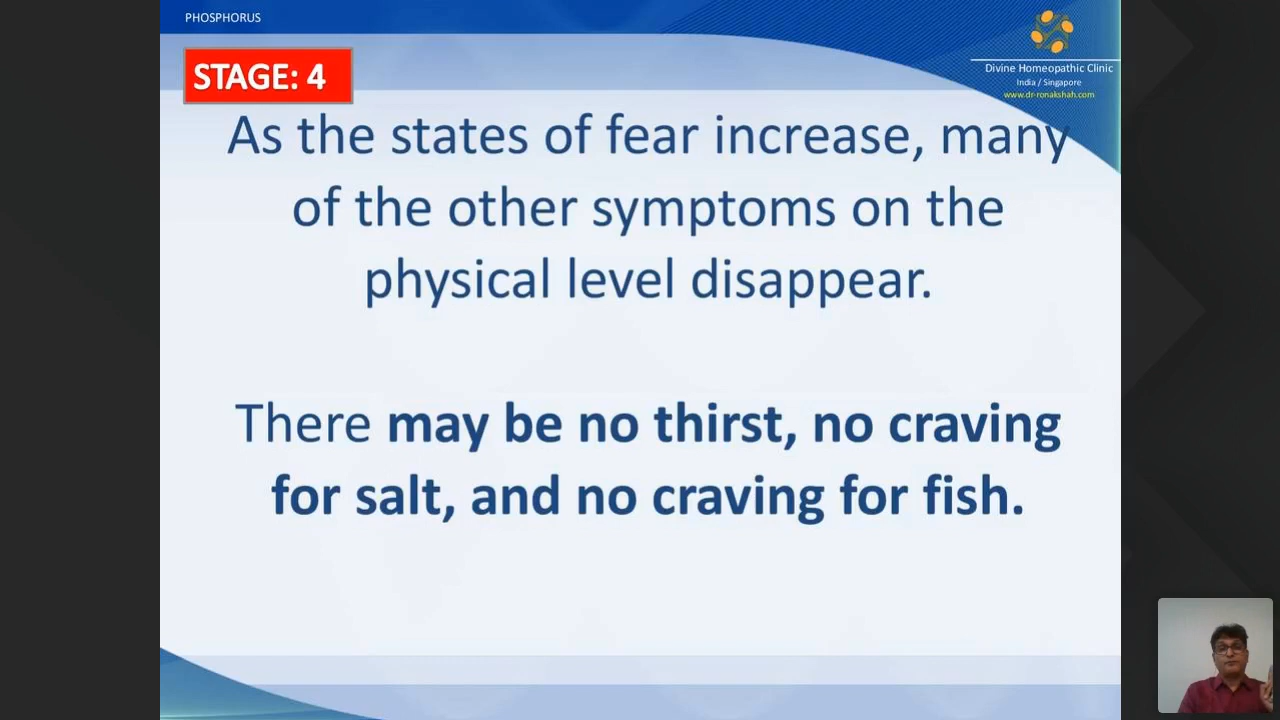 PHOSPHORUS
STAGE: 4
Divine Homeopathic Clinic
India / Singapore
www.dr-ronakshah.com
As the states of fear increase, many
of the other symptoms on the
physical level disappear.
There may be no thirst, no craving
for salt, and no craving for fish.